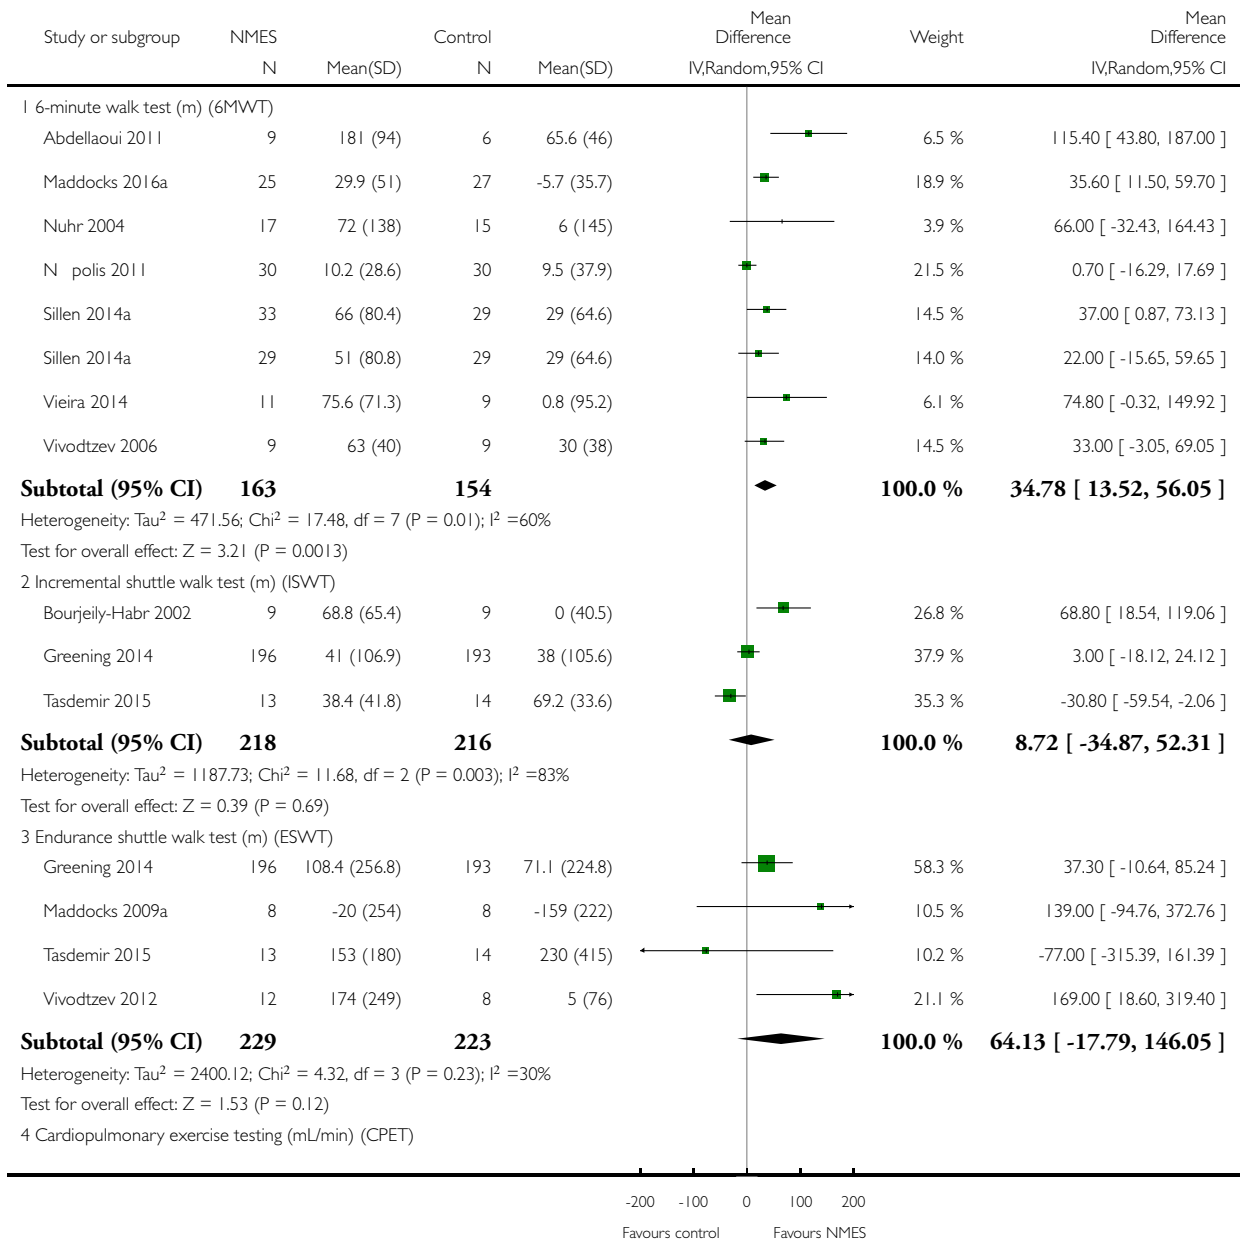 Study or subgroup NMES Control Mean Difference Weight Mean Difference
N Mean(SD) N Mean(SD) IV,Random,95% CI IV,Random,95% CI
1 6-minute walk test (m) (6MWT)
Abdellaoui 2011 9 181 (94) 6 65.6 (46) 6.5 % 115.40 [ 43.80, 187.00 ]
Maddocks 2016a 25 29.9 (51) 27 -5.7 (35.7) 18.9 % 35.60 [ 11.50, 59.70 ]
Nuhr 2004 17 72 (138) 15 6 (145) 3.9 % 66.00 [ -32.43, 164.43 ]
N polis 2011 30 10.2 (28.6) 30 9.5 (37.9) 21.5 % 0.70 [ -16.29, 17.69 ]
Sillen 2014a 33 66 (80.4) 29 29 (64.6) 14.5 % 37.00 [ 0.87, 73.13 ]
Sillen 2014a 29 51 (80.8) 29 29 (64.6) 14.0 % 22.00 [ -15.65, 59.65 ]
Vieira 2014 11 75.6 (71.3) 9 0.8 (95.2) 6.1 % 74.80 [ -0.32, 149.92 ]
Vivodtzev 2006 9 63 (40) 9 30 (38) 14.5 % 33.00 [ -3.05, 69.05 ]
Subtotal (95% CI) 163 154 100.0 % 34.78 [ 13.52, 56.05 ]
Heterogeneity: Tau² = 471.56; Chi² = 17.48, df = 7 (P = 0.01); I² =60%
Test for overall effect: Z = 3.21 (P = 0.0013)
2 Incremental shuttle walk test (m) (ISWT)
Bourjeily-Habr 2002 9 68.8 (65.4) 9 0 (40.5) 26.8 % 68.80 [ 18.54, 119.06 ]
Greening 2014 196 41 (106.9) 193 38 (105.6) 37.9 % 3.00 [ -18.12, 24.12 ]
Tasdemir 2015 13 38.4 (41.8) 14 69.2 (33.6) 35.3 % -30.80 [ -59.54, -2.06 ]
Subtotal (95% CI) 218 216 100.0 % 8.72 [ -34.87, 52.31 ]
Heterogeneity: Tau² = 1187.73; Chi² = 11.68, df = 2 (P = 0.003); I² =83%
Test for overall effect: Z = 0.39 (P = 0.69)
3 Endurance shuttle walk test (m) (ESWT)
Greening 2014 196 108.4 (256.8) 193 71.1 (224.8) 58.3 % 37.30 [ -10.64, 85.24 ]
Maddocks 2009a 8 -20 (254) 8 -159 (222) 10.5 % 139.00 [ -94.76, 372.76 ]
Tasdemir 2015 13 153 (180) 14 230 (415) 10.2 % -77.00 [ -315.39, 161.39 ]
Vivodtzev 2012 12 174 (249) 8 5 (76) 21.1 % 169.00 [ 18.60, 319.40 ]
Subtotal (95% CI) 229 223 100.0 % 64.13 [ -17.79, 146.05 ]
Heterogeneity: Tau² = 2400.12; Chi² = 4.32, df = 3 (P = 0.23); I² =30%
Test for overall effect: Z = 1.53 (P = 0.12)
4 Cardiopulmonary exercise testing (mL/min) (CPET)
-200 -100 0 100 200
Favours control Favours NMES